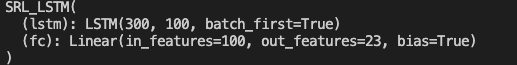 SRL_LSTM(
  (lstm): LSTM(300, 100, batch_first=True)
  (fc): Linear(in_features=100, out_features=23, bias=True)
)